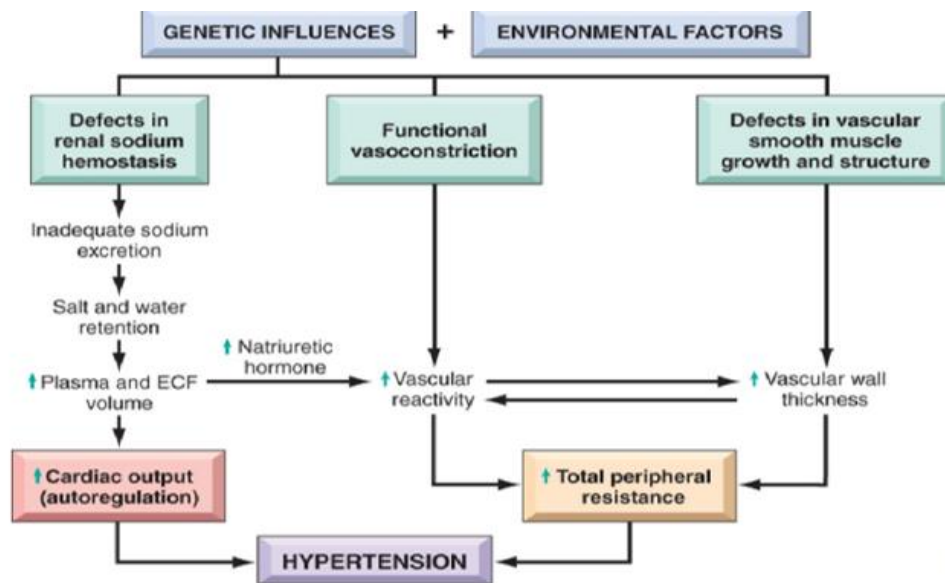 GENETIC INFLUENCES + ENVIRONMENTAL FACTORS
Defects in
renal sodium
hemostasis
Functional
vasoconstriction
Defects in vascular
smooth muscle
growth and structure
Inadequate sodium
excretion
Salt and water
retention
↑ Plasma and ECF
volume
↑ Natriuretic
hormone
↑ Vascular
reactivity
↑ Vascular wall
thickness
↑ Cardiac output
(autoregulation)
↑ Total peripheral
resistance
HYPERTENSION